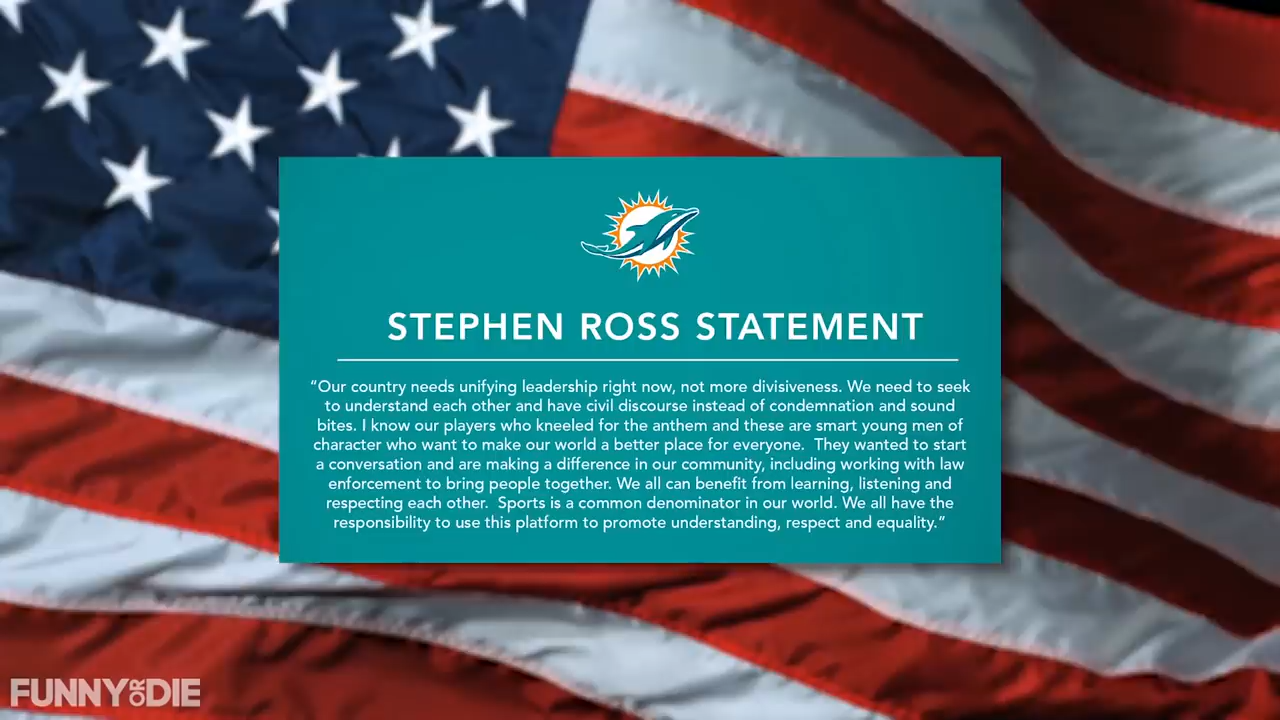 STEPHEN ROSS STATEMENT
“Our country needs unifying leadership right now, not more divisiveness. We need to seek
to understand each other and have civil discourse instead of condemnation and sound
bites. I know our players who kneeled for the anthem and these are smart young men of
character who want to make our world a better place for everyone.  They wanted to start
a conversation and are making a difference in our community, including working with law
enforcement to bring people together. We all can benefit from learning, listening and
respecting each other.  Sports is a common denominator in our world. We all have the
responsibility to use this platform to promote understanding, respect and equality.”
FUNNY OR DIE